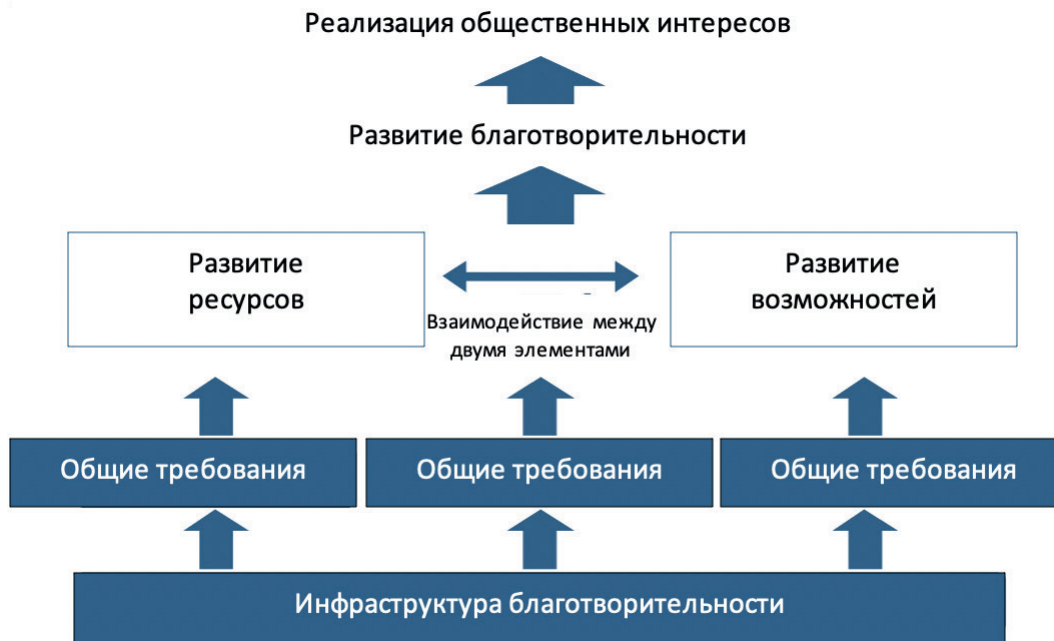 Реализация общественных интересов
Развитие благотворительности
Развитие
ресурсов
Взаимодействие между
двумя элементами
Развитие
возможностей
Общие требования
Общие требования
Общие требования
Инфраструктура благотворительности